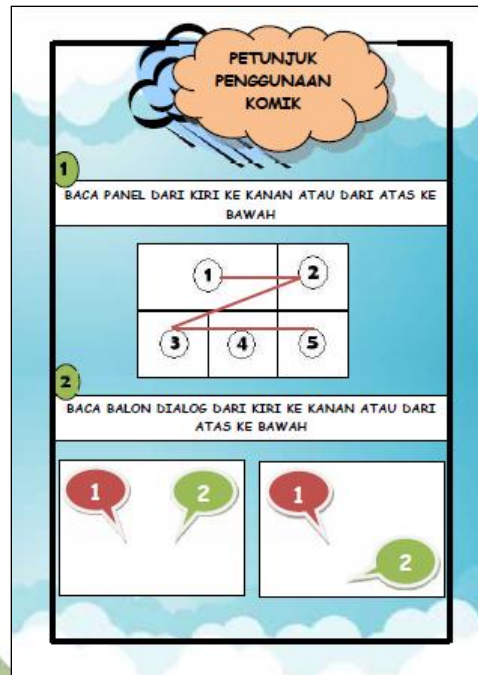 PETUNJUK
PENGGUNAAN
KOMIK
1
BACA PANEL DARI KIRI KE KANAN ATAU DARI ATAS KE
BAWAH
1 2
3 4 5
2
BACA BALON DIALOG DARI KIRI KE KANAN ATAU DARI
ATAS KE BAWAH
1 2 1
2